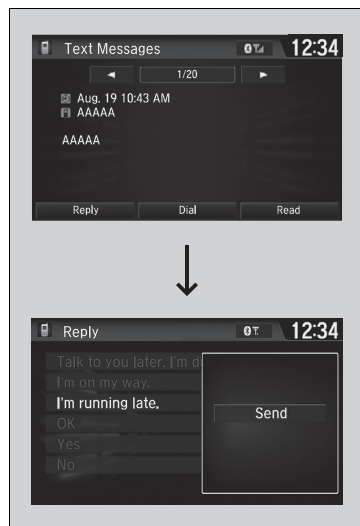 Text Messages 12:34
1/20
Aug. 19 10:43 AM
AAAAA
AAAAA
Reply Dial Read
Reply 12:34
Talk to you later. I'm d
I'm on my way.
I'm running late.
Send
OK
Yes
No